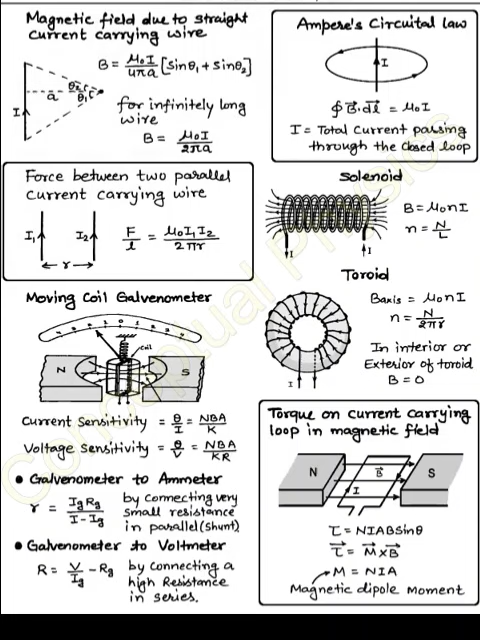 Magnetic field due to straight
current carrying wire
B = μ₀I/4πa [sinθ₁ + sinθ₂]
θ₂
θ₁
a
I
for infinitely long
wire
B = μ₀I/2πa
Ampere's Circuital law
I
∮ B⃗.dl⃗ = μ₀I
I = Total current passing
through the closed loop
Force between two parallel
current carrying wire
I₁ I₂
r
F/l = μ₀I₁I₂/2πr
Solenoid
B = μ₀nI
n = N/L
I I
Moving Coil Galvenometer
coil
N S
Current Sensitivity = θ/I = NBA/K
Voltage Sensitivity = θ/V = NBA/KR
Toroid
Baxis = μ₀nI
n = N/2πr
In interior or
Exterior of toroid
B = 0
I
• Galvenometer to Ammeter
r = IgRg/I - Ig
by connecting very
small resistance
in parallel (shunt)
• Galvenometer to Voltmeter
R = V/Ig - Rg
by connecting a
high Resistance
in series.
Torque on current carrying
loop in magnetic field
N B⃗ S
I
τ = NIABsinθ
τ⃗ = M⃗×B⃗
M = NIA
Magnetic dipole Moment
Conceptual Physics